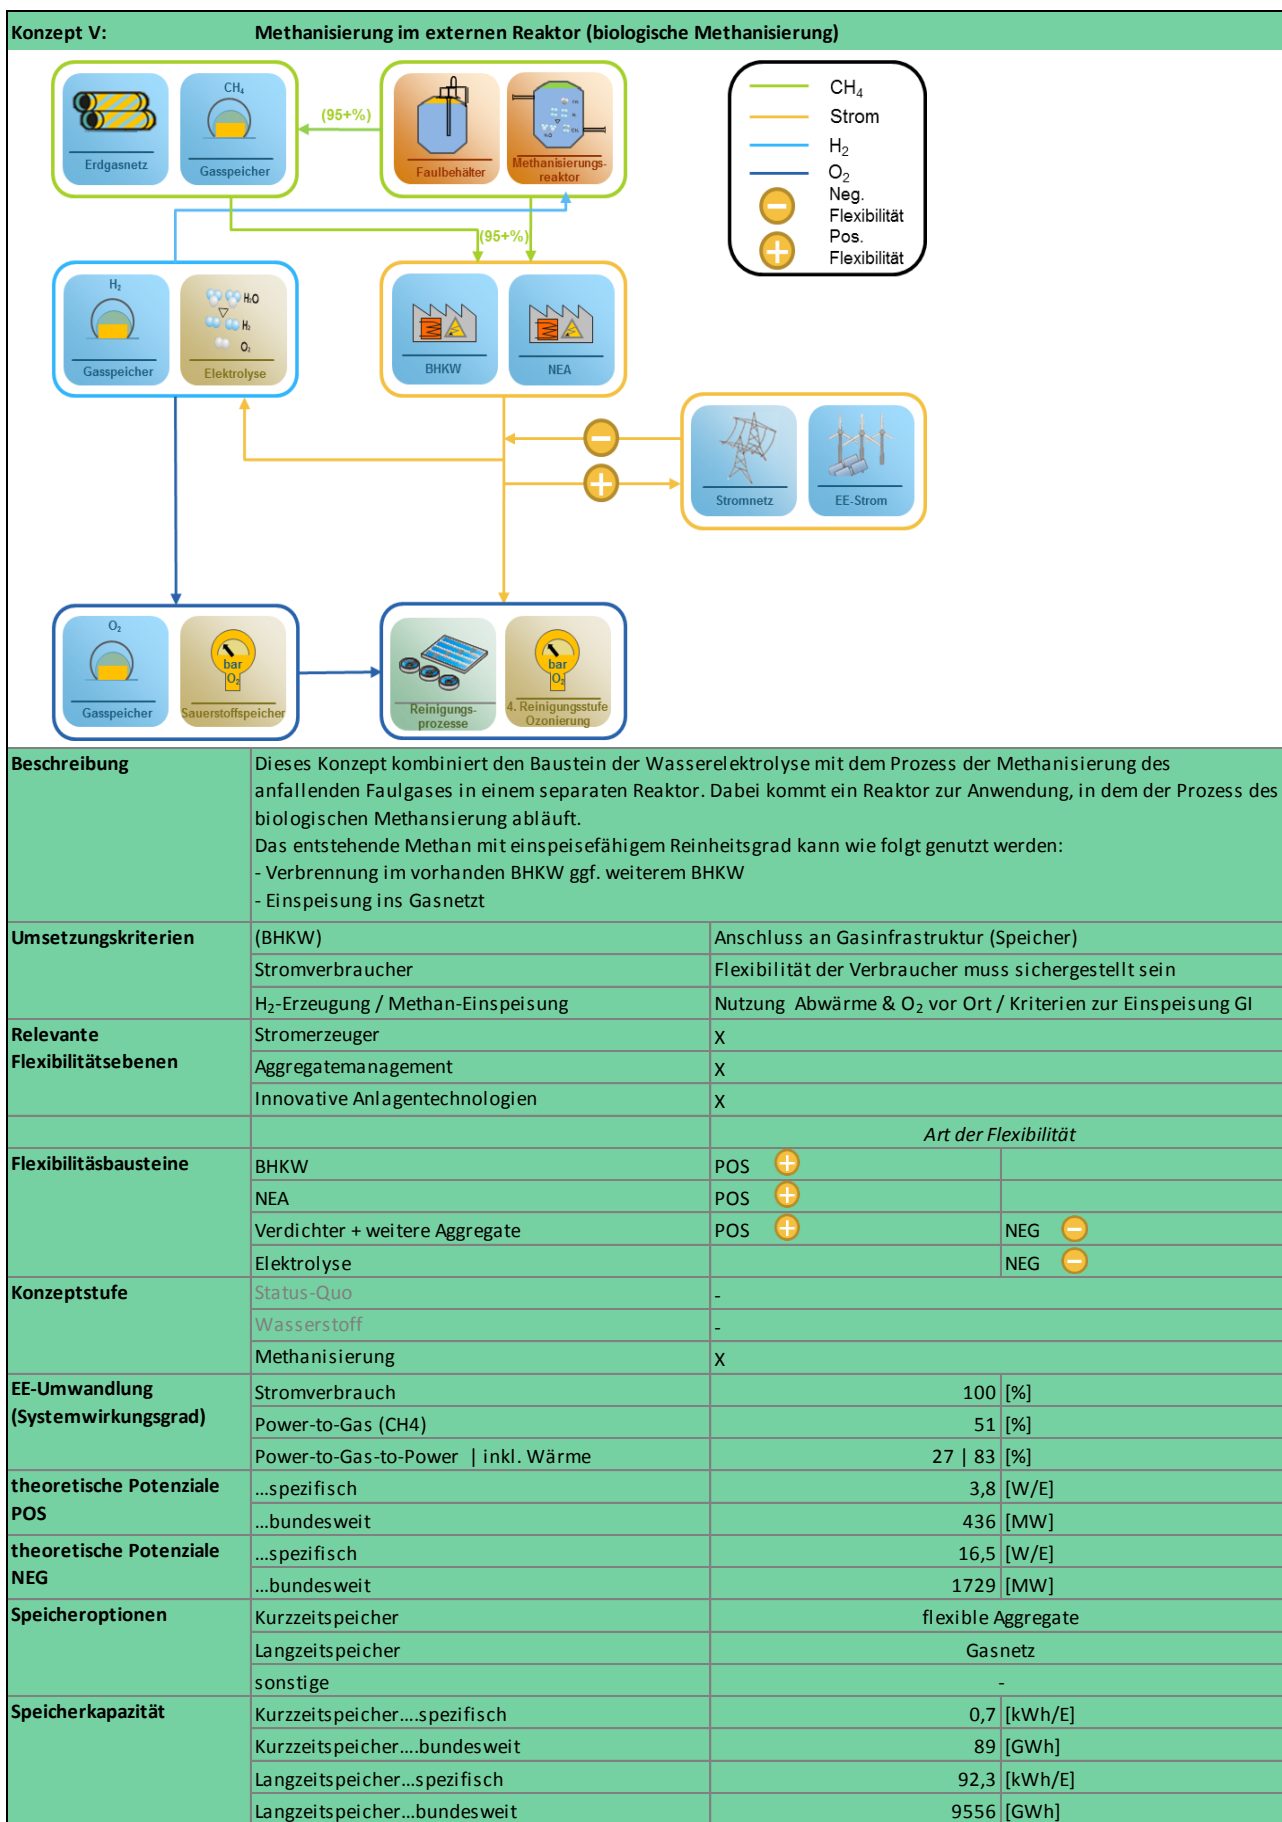 Konzept V: Methanisierung im externen Reaktor (biologische Methanisierung)
CH₄
Erdgasnetz
Gasspeicher
(95+%)
Faulbehälter
Methanisierungs-
reaktor
CH₄
Strom
H₂
O₂
Neg.
Flexibilität
Pos.
Flexibilität
(95+%)
H₂
Gasspeicher
H₂O
H₂
O₂
Elektrolyse
BHKW
NEA
Stromnetz
EE-Strom
O₂
Gasspeicher
bar
O₂
Sauerstoffspeicher
Reinigungs-
prozesse
bar
O₂
4. Reinigungsstufe
Ozonierung
Beschreibung
Dieses Konzept kombiniert den Baustein der Wasserelektrolyse mit dem Prozess der Methanisierung des
anfallenden Faulgases in einem separaten Reaktor. Dabei kommt ein Reaktor zur Anwendung, in dem der Prozess des
biologischen Methansierung abläuft.
Das entstehende Methan mit einspeisefähigem Reinheitsgrad kann wie folgt genutzt werden:
- Verbrennung im vorhanden BHKW ggf. weiterem BHKW
- Einspeisung ins Gasnetzt
Umsetzungskriterien (BHKW) Anschluss an Gasinfrastruktur (Speicher)
Stromverbraucher Flexibilität der Verbraucher muss sichergestellt sein
H₂-Erzeugung / Methan-Einspeisung Nutzung Abwärme & O₂ vor Ort / Kriterien zur Einspeisung GI
Relevante
Flexibilitätsebenen
Stromerzeuger X
Aggregatemanagement X
Innovative Anlagentechnologien X
Art der Flexibilität
Flexibilitäsbausteine BHKW POS +
NEA POS +
Verdichter + weitere Aggregate POS + NEG −
Elektrolyse NEG −
Konzeptstufe Status-Quo -
Wasserstoff -
Methanisierung X
EE-Umwandlung
(Systemwirkungsgrad)
Stromverbrauch 100 [%]
Power-to-Gas (CH4) 51 [%]
Power-to-Gas-to-Power | inkl. Wärme 27 | 83 [%]
theoretische Potenziale
POS
...spezifisch 3,8 [W/E]
...bundesweit 436 [MW]
theoretische Potenziale
NEG
...spezifisch 16,5 [W/E]
...bundesweit 1729 [MW]
Speicheroptionen Kurzzeitspeicher flexible Aggregate
Langzeitspeicher Gasnetz
sonstige -
Speicherkapazität Kurzzeitspeicher....spezifisch 0,7 [kWh/E]
Kurzzeitspeicher....bundesweit 89 [GWh]
Langzeitspeicher...spezifisch 92,3 [kWh/E]
Langzeitspeicher...bundesweit 9556 [GWh]